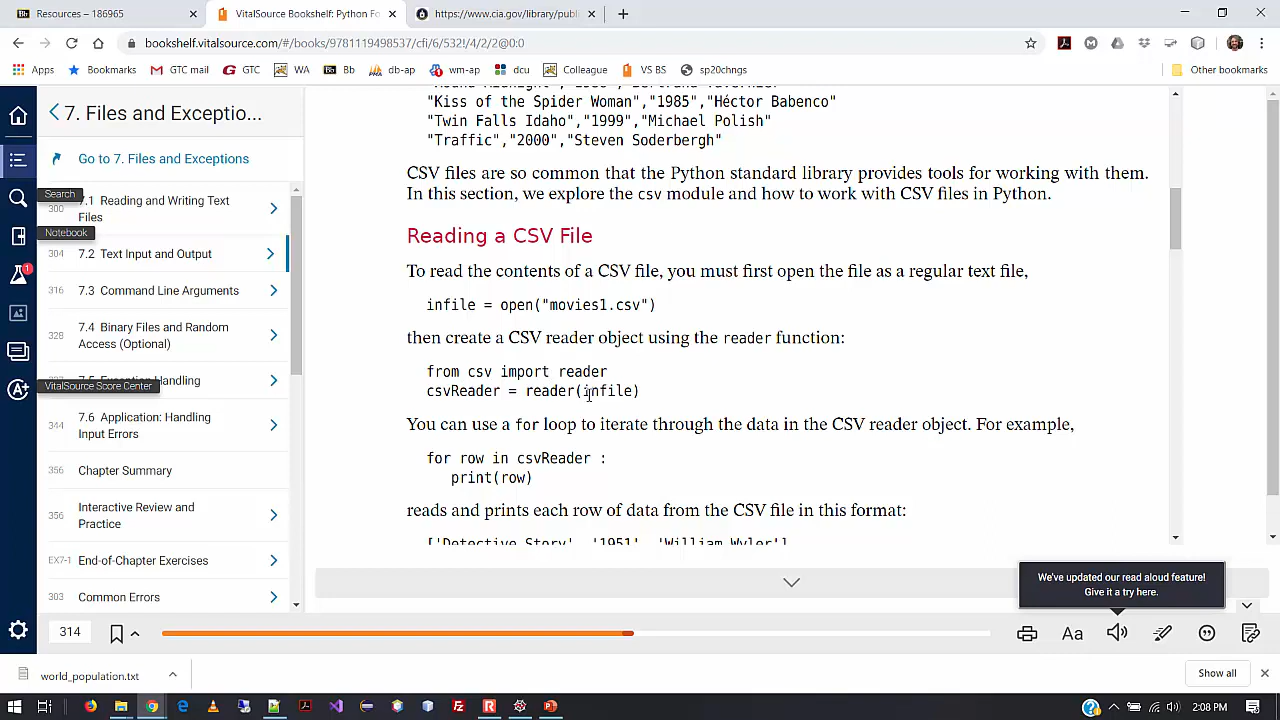 Resources – 186965
VitalSource Bookshelf: Python Fo
https://www.cia.gov/library/publ
bookshelf.vitalsource.com/#/books/9781119498537/cfi/6/532!/4/2/2@0:0
Apps
Bookmarks
GTC mail
GTC
WA
Bb
db-ap
wm-ap
dcu
Colleague
VS BS
sp20chngs
Other bookmarks
7. Files and Exceptio...
Go to 7. Files and Exceptions
Search
Notebook
VitalSource Score Center
300 7.1 Reading and Writing Text
Files
304 7.2 Text Input and Output
316 7.3 Command Line Arguments
328 7.4 Binary Files and Random
Access (Optional)
7.5 Exception Handling
344 7.6 Application: Handling
Input Errors
356 Chapter Summary
356 Interactive Review and
Practice
EX7-1 End-of-Chapter Exercises
303 Common Errors
"Kiss of the Spider Woman","1985","Héctor Babenco"
"Twin Falls Idaho","1999","Michael Polish"
"Traffic","2000","Steven Soderbergh"
CSV files are so common that the Python standard library provides tools for working with them.
In this section, we explore the csv module and how to work with CSV files in Python.
Reading a CSV File
To read the contents of a CSV file, you must first open the file as a regular text file,
infile = open("movies1.csv")
then create a CSV reader object using the reader function:
from csv import reader
csvReader = reader(infile)
You can use a for loop to iterate through the data in the CSV reader object. For example,
for row in csvReader :
print(row)
reads and prints each row of data from the CSV file in this format:
['Detective Story', '1951', 'William Wyler']
We've updated our read aloud feature!
Give it a try here.
314
Aa
world_population.txt
Show all
2:08 PM